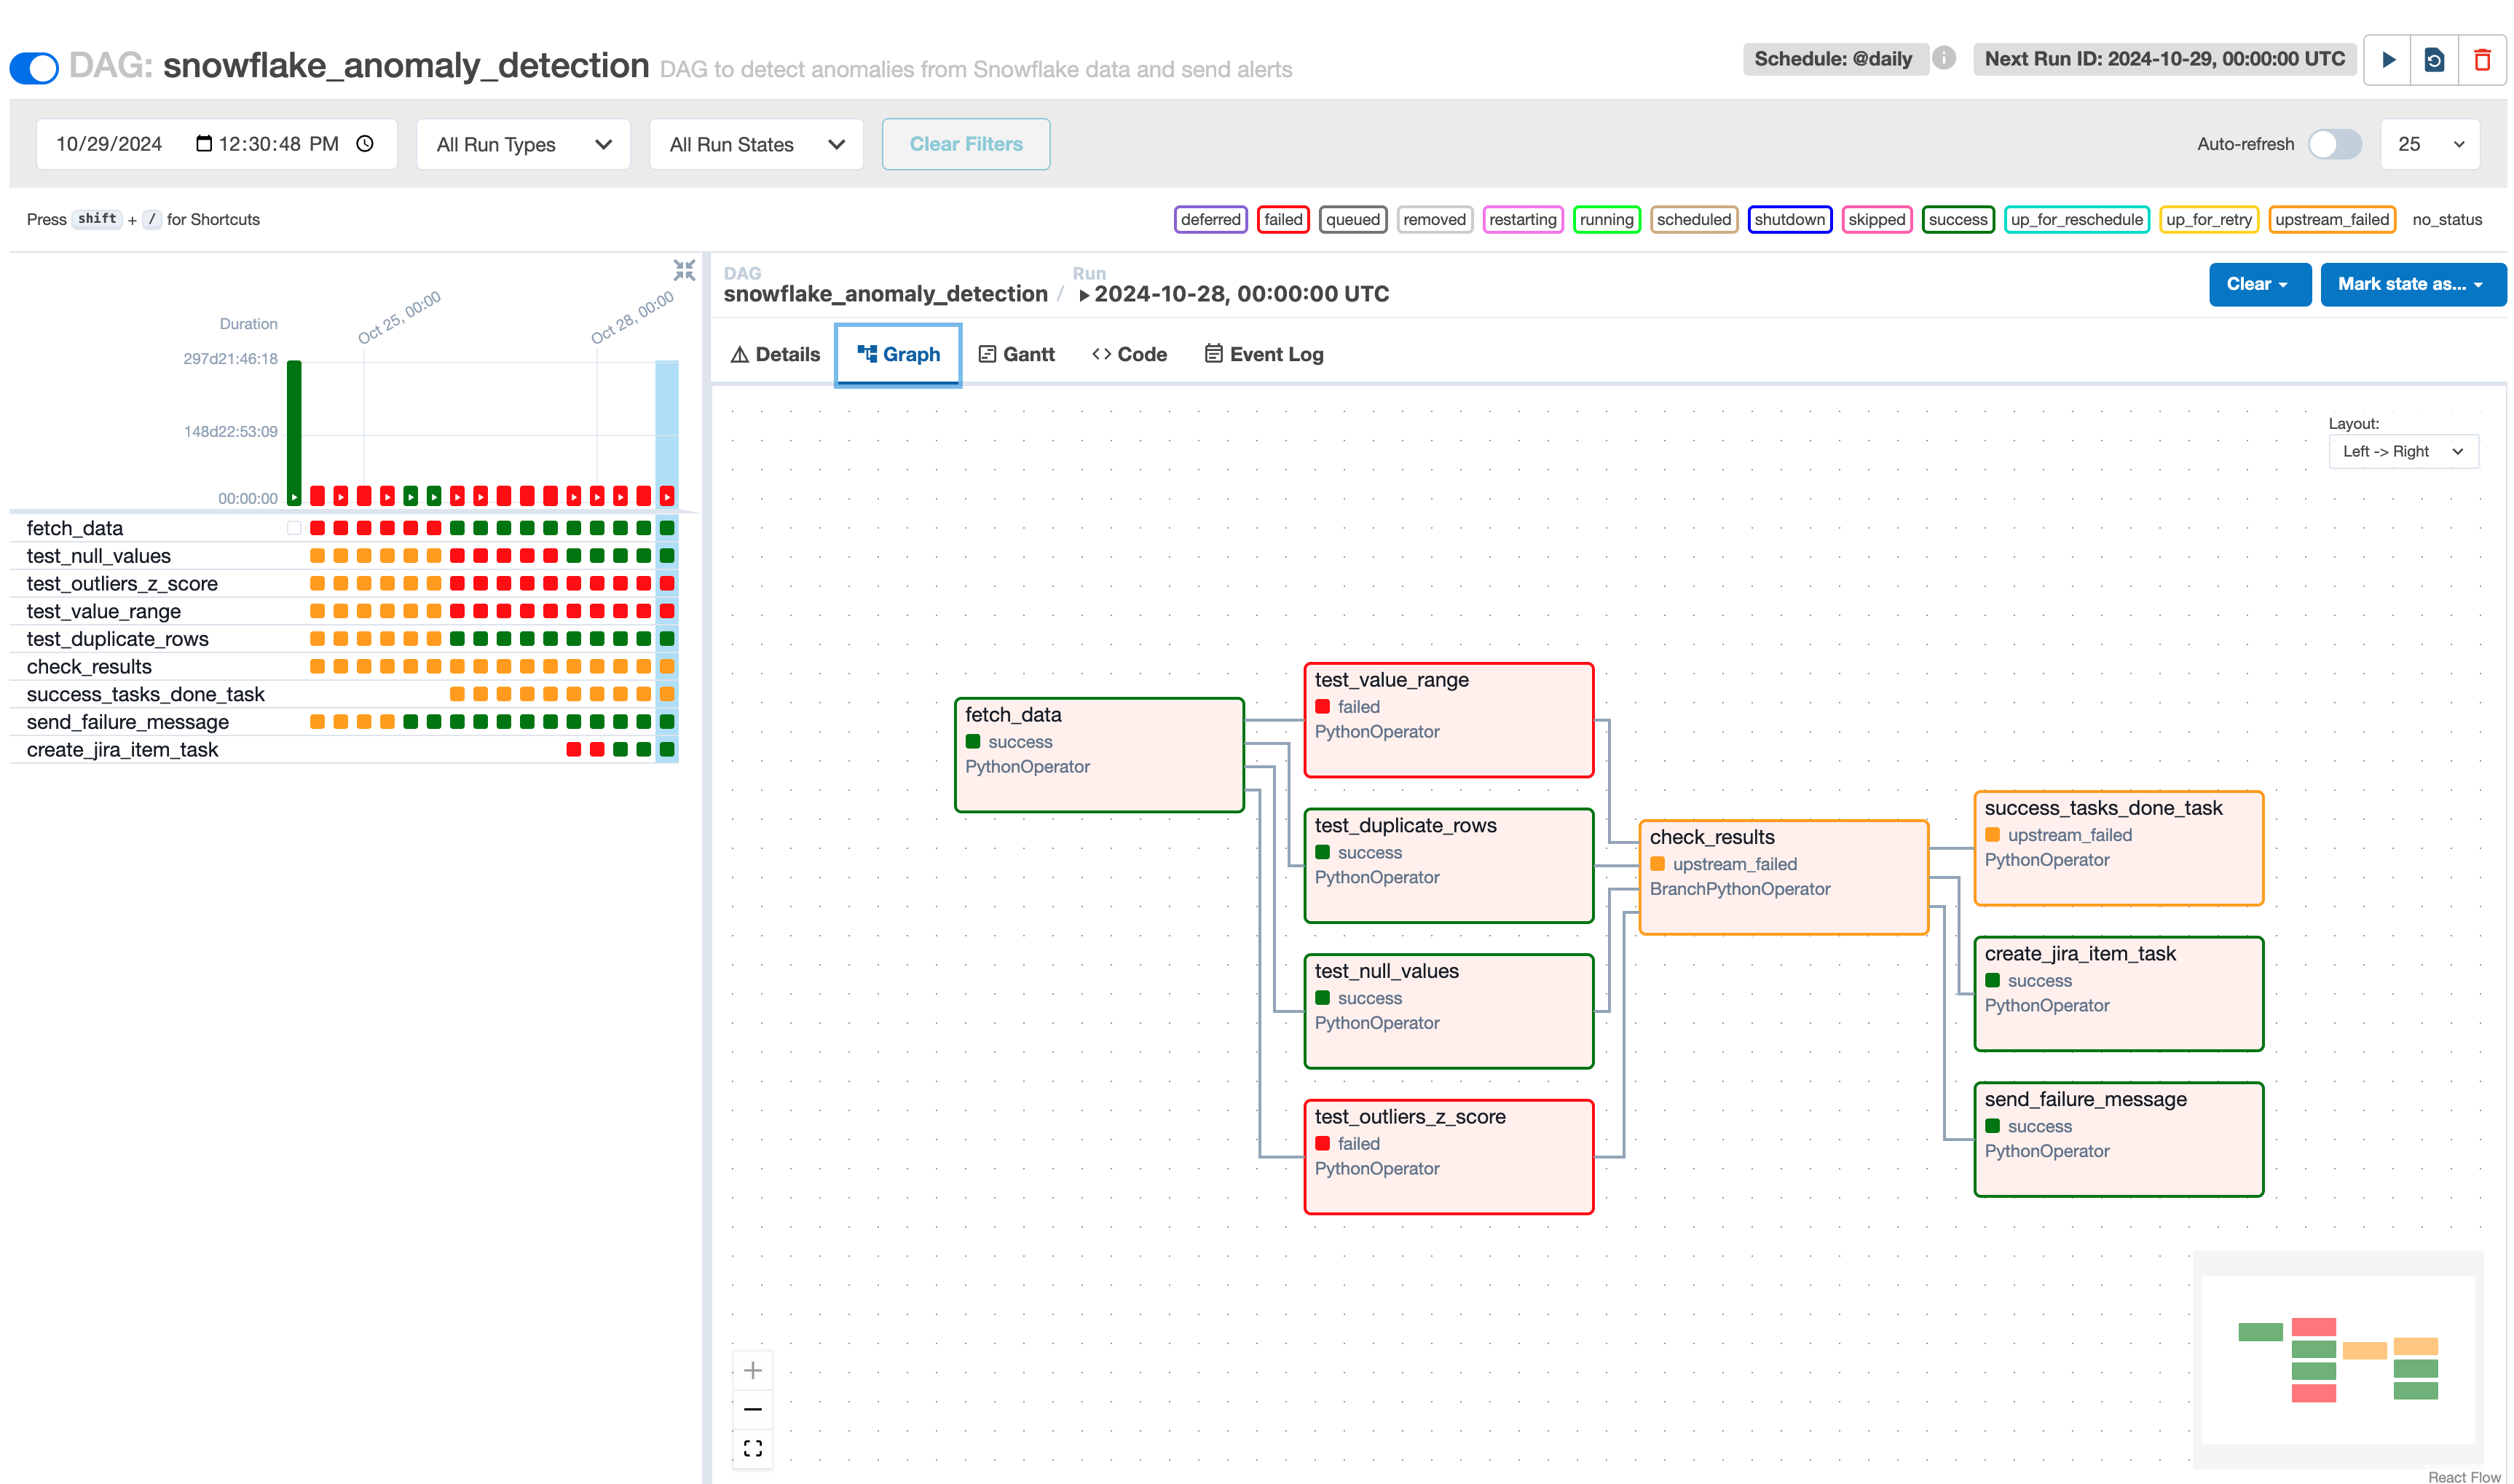 DAG: snowflake_anomaly_detection DAG to detect anomalies from Snowflake data and send alerts
Schedule: @daily
Next Run ID: 2024-10-29, 00:00:00 UTC
10/29/2024 12:30:48 PM
All Run Types
All Run States
Clear Filters
Auto-refresh
25
Press shift + / for Shortcuts
deferred
failed
queued
removed
restarting
running
scheduled
shutdown
skipped
success
up_for_reschedule
up_for_retry
upstream_failed
no_status
Duration
297d21:46:18
148d22:53:09
00:00:00
Oct 25, 00:00
Oct 28, 00:00
fetch_data
test_null_values
test_outliers_z_score
test_value_range
test_duplicate_rows
check_results
success_tasks_done_task
send_failure_message
create_jira_item_task
DAG
snowflake_anomaly_detection /
Run
2024-10-28, 00:00:00 UTC
Clear
Mark state as...
Details
Graph
Gantt
Code
Event Log
Layout:
Left -> Right
fetch_data
success
PythonOperator
test_value_range
failed
PythonOperator
test_duplicate_rows
success
PythonOperator
test_null_values
success
PythonOperator
test_outliers_z_score
failed
PythonOperator
check_results
upstream_failed
BranchPythonOperator
success_tasks_done_task
upstream_failed
PythonOperator
create_jira_item_task
success
PythonOperator
send_failure_message
success
PythonOperator
React Flow